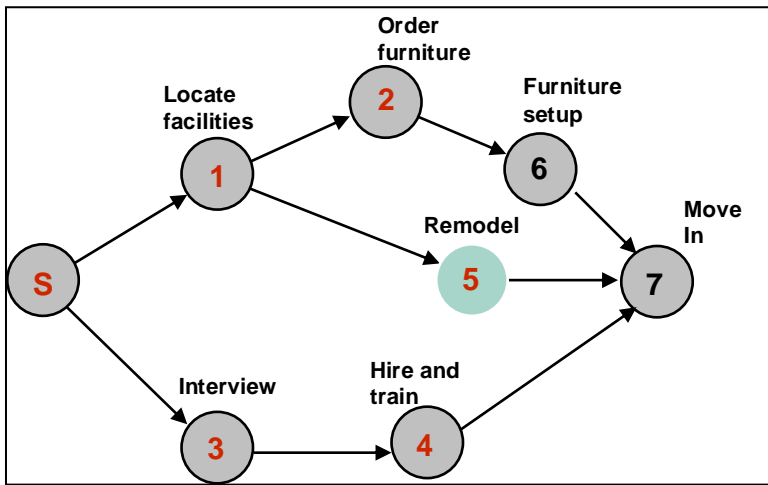 Order
furniture
2
Locate
facilities
Furniture
setup
1
6
Move
In
Remodel
S
5
7
Interview
Hire and
train
3
4